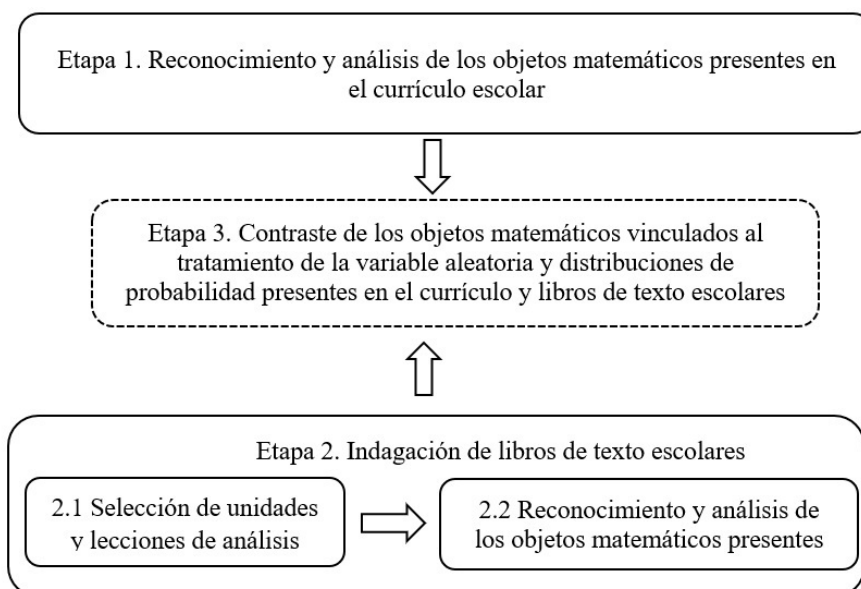 Etapa 1. Reconocimiento y análisis de los objetos matemáticos presentes en
el currículo escolar
Etapa 3. Contraste de los objetos matemáticos vinculados al
tratamiento de la variable aleatoria y distribuciones de
probabilidad presentes en el currículo y libros de texto escolares
Etapa 2. Indagación de libros de texto escolares
2.1 Selección de unidades
y lecciones de análisis
2.2 Reconocimiento y análisis de
los objetos matemáticos presentes